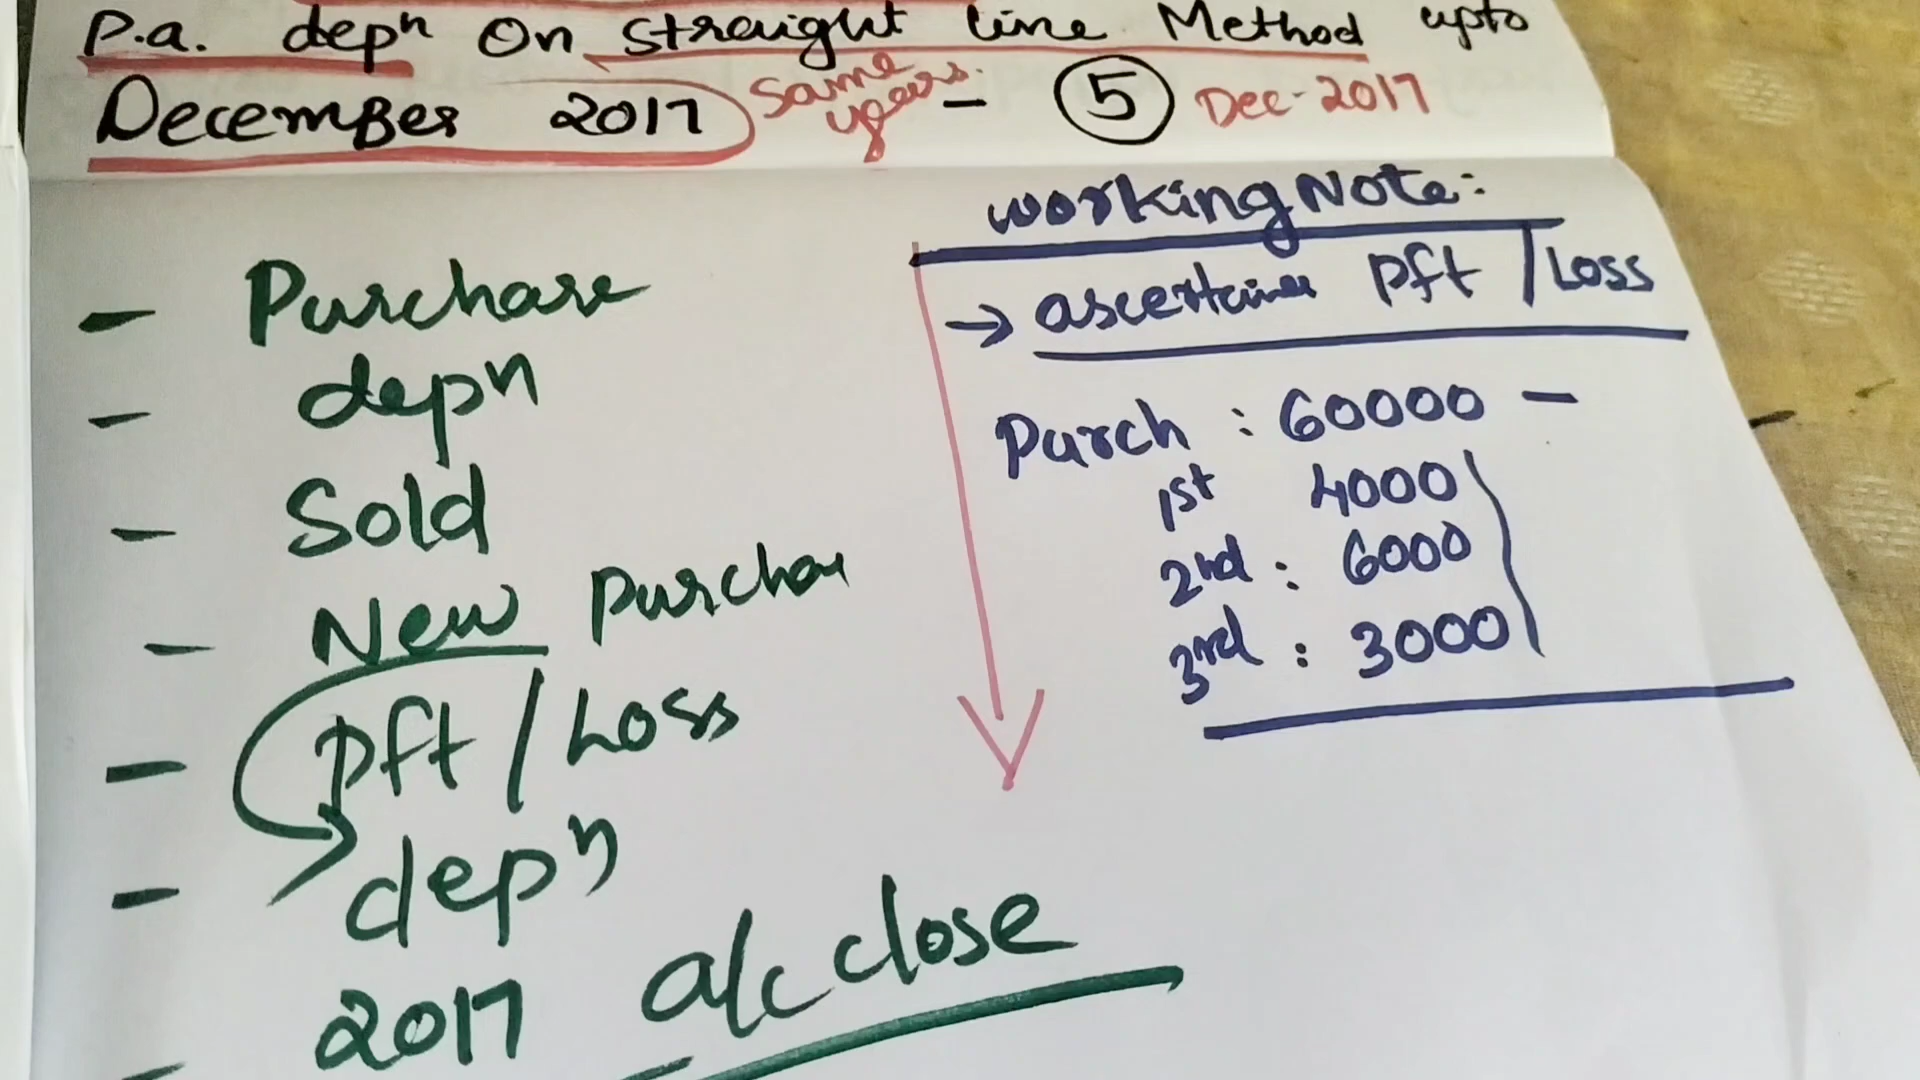 P.a. depn on straight line Method upto
December 2017 Same years. - 5 Dec-2017
- Purchase
- depn
- Sold
- New Purchase
- Pft / Loss
- depn
2017 a/c close
working Note:
→ ascertain Pft / Loss
Purch : 60000 -
1st 4000
2nd : 6000
3rd : 3000